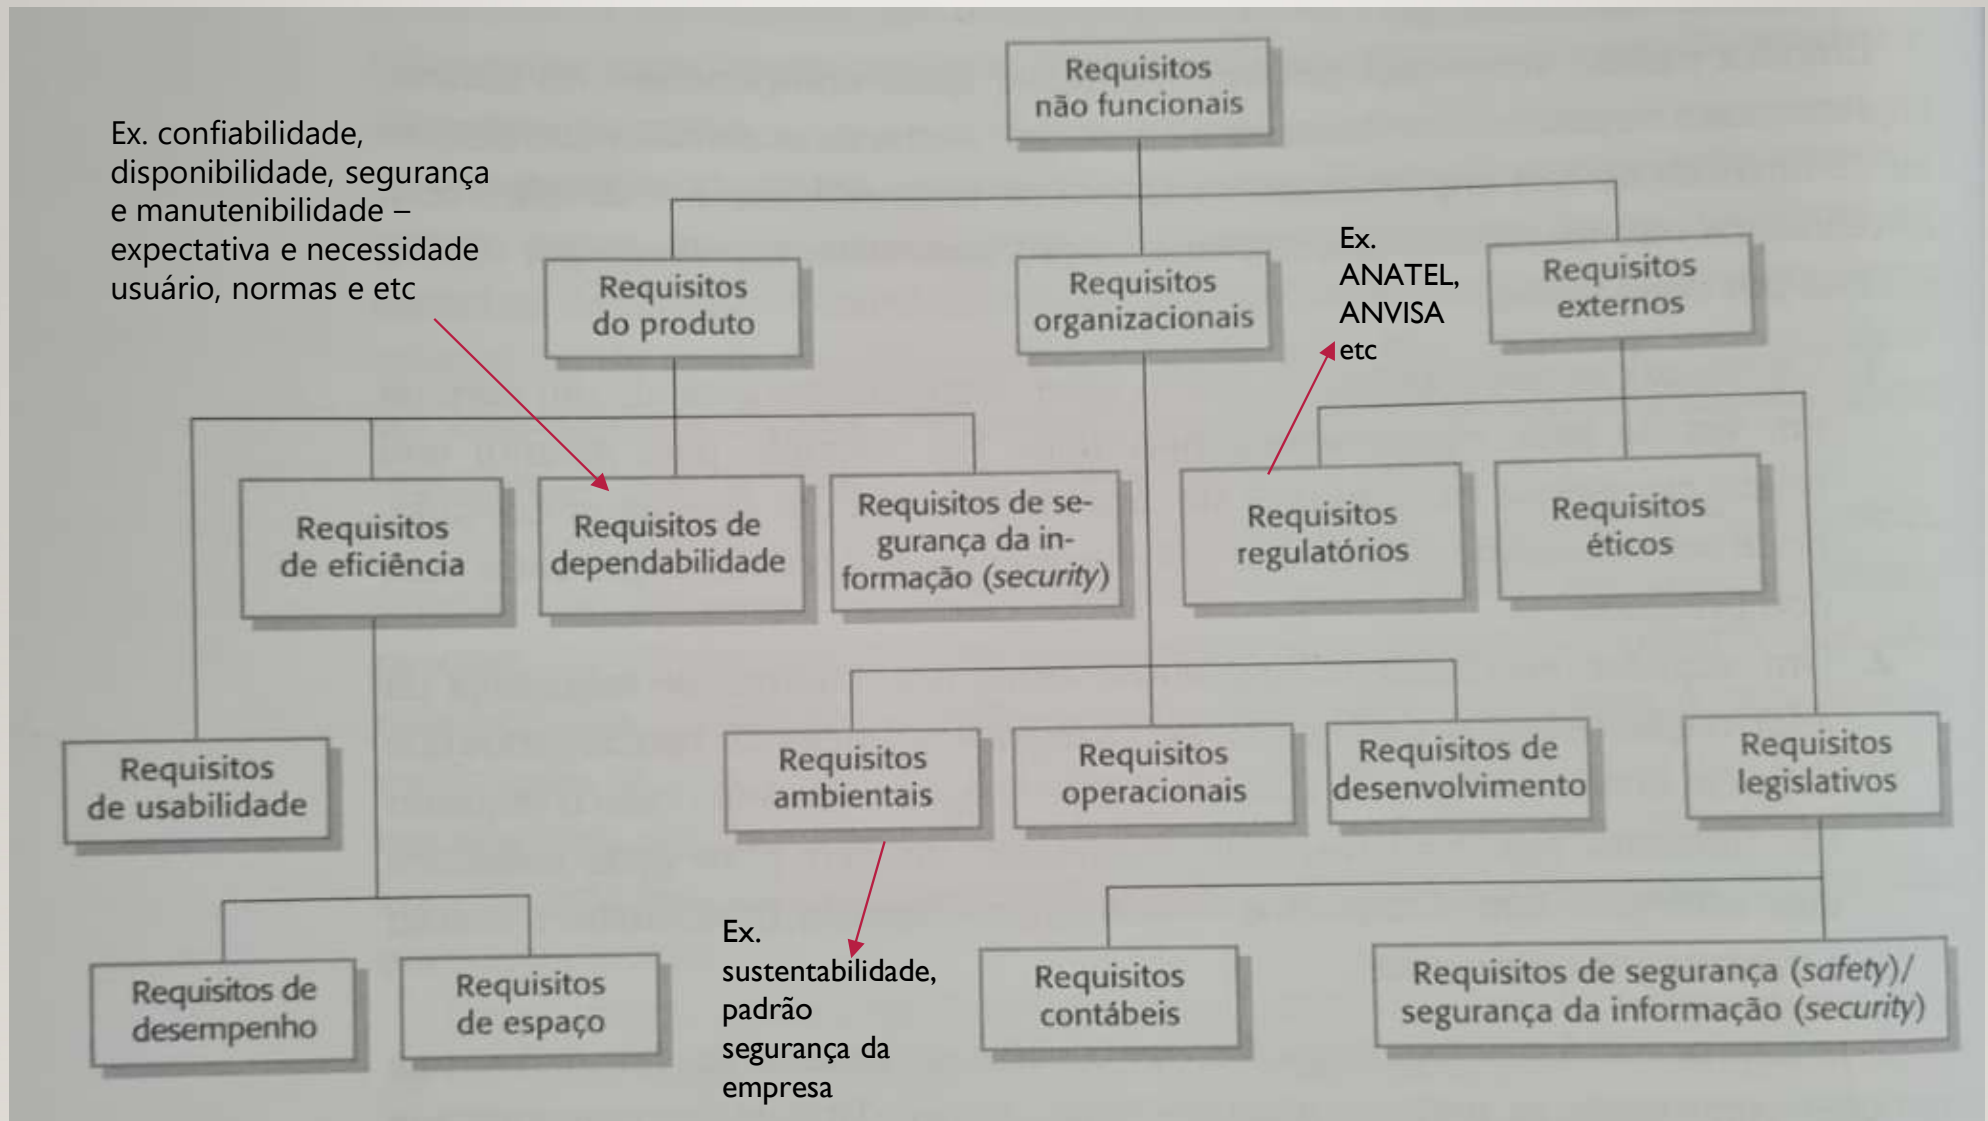 Requisitos
não funcionais
Ex. confiabilidade,
disponibilidade, segurança
e manutenibilidade –
expectativa e necessidade
usuário, normas e etc
Requisitos
do produto
Requisitos
organizacionais
Ex.
ANATEL,
ANVISA
etc
Requisitos
externos
Requisitos
de eficiência
Requisitos de
dependabilidade
Requisitos de se-
gurança da in-
formação (security)
Requisitos
regulatórios
Requisitos
éticos
Requisitos
de usabilidade
Requisitos
ambientais
Requisitos
operacionais
Requisitos de
desenvolvimento
Requisitos
legislativos
Requisitos de
desempenho
Requisitos
de espaço
Ex.
sustentabilidade,
padrão
segurança da
empresa
Requisitos
contábeis
Requisitos de segurança (safety)/
segurança da informação (security)